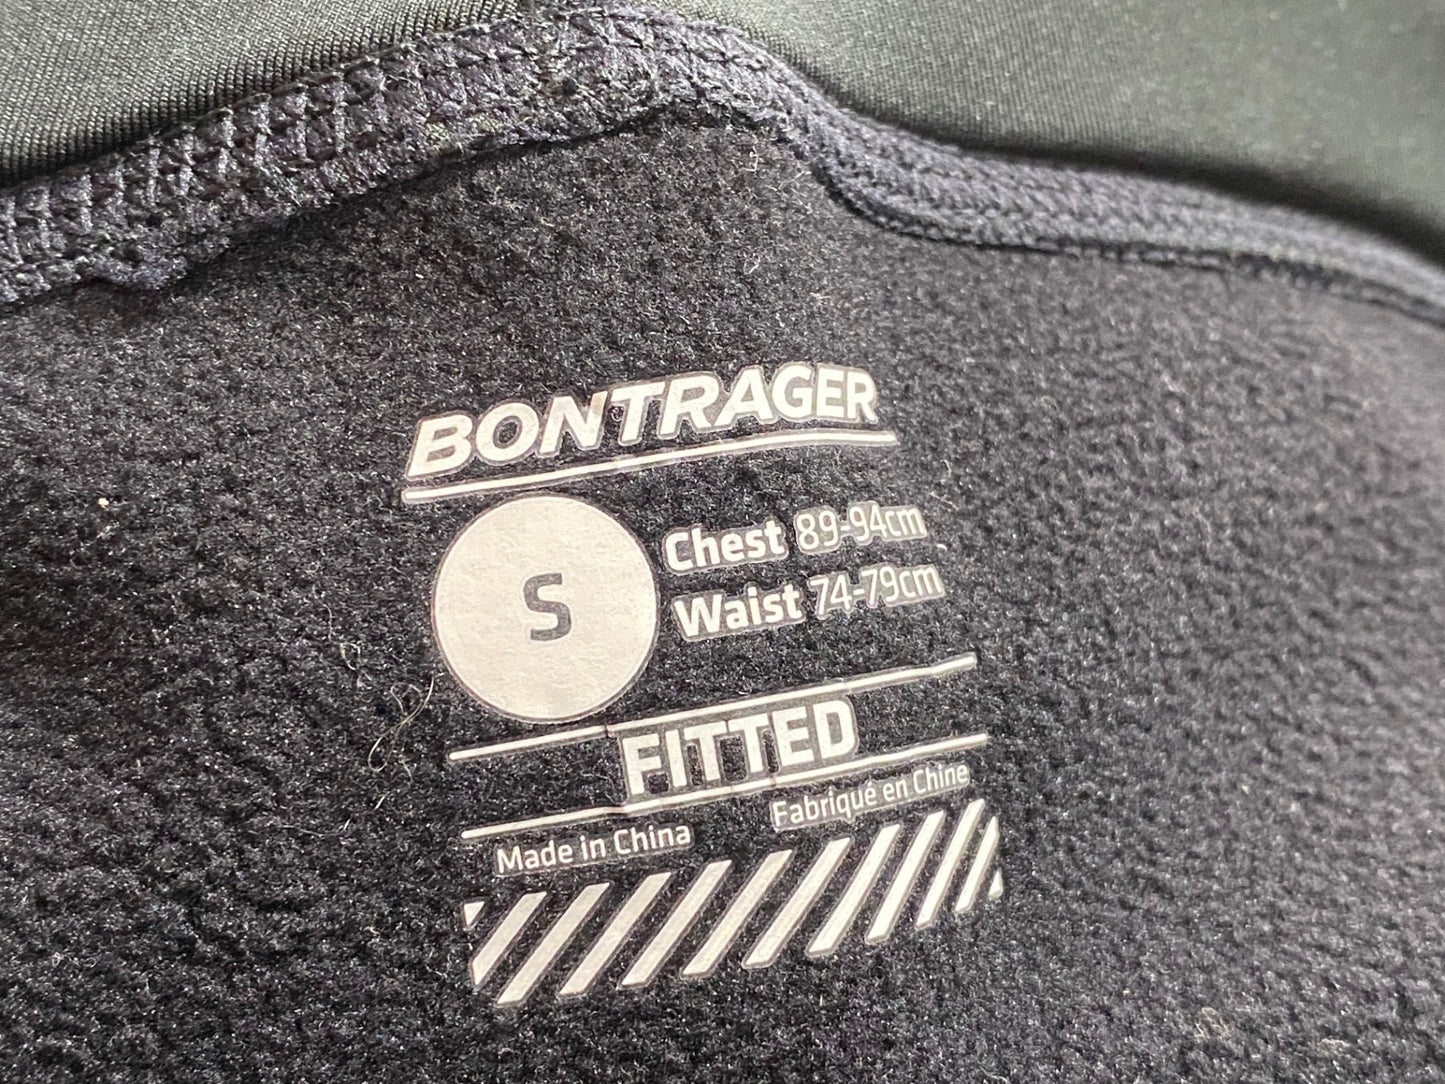 BONTRAGER
S
Chest 89-94cm
Waist 74-79cm
FITTED
Made in China
Fabriqué en Chine